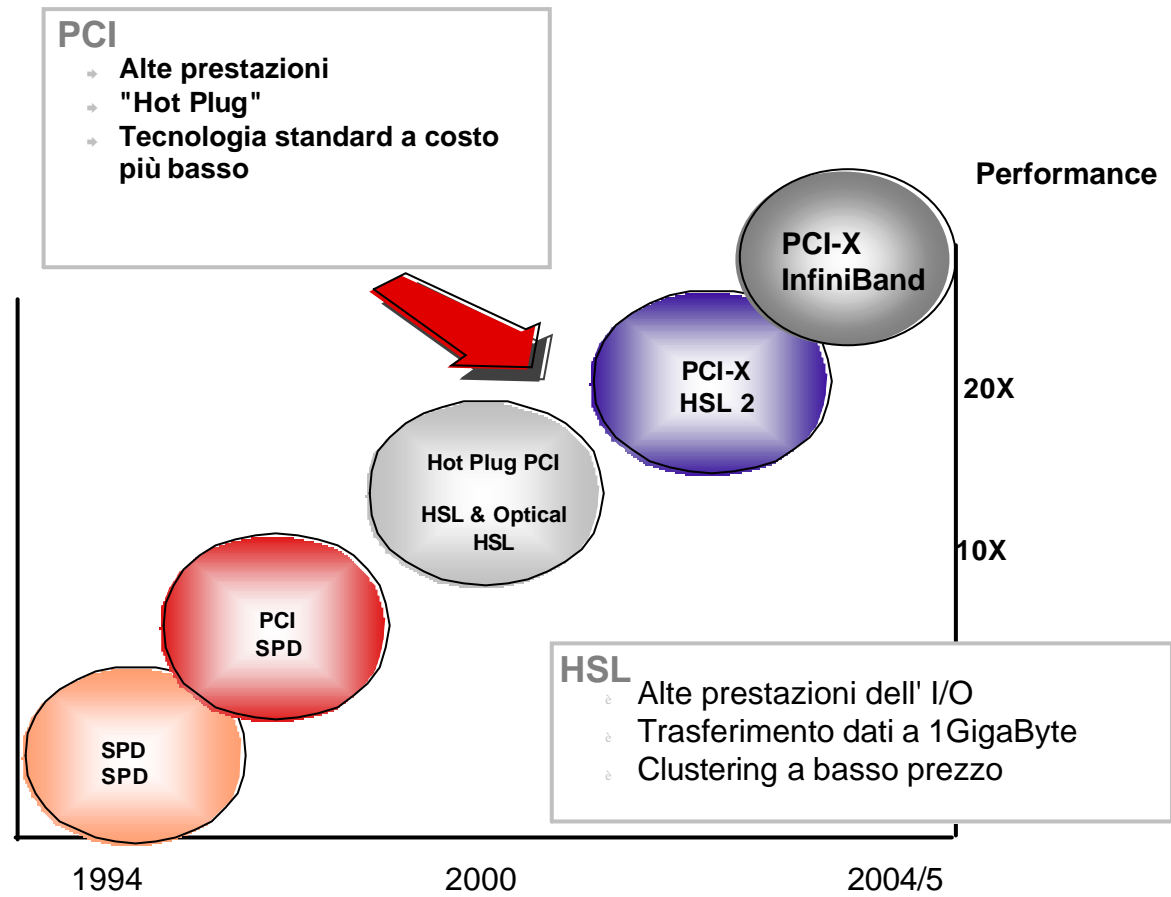 PCI
Alte prestazioni
"Hot Plug"
Tecnologia standard a costo
più basso
Performance
PCI-X
InfiniBand
PCI-X
HSL 2
20X
Hot Plug PCI
HSL & Optical
HSL
10X
PCI
SPD
HSL
è Alte prestazioni dell' I/O
è Trasferimento dati a 1GigaByte
è Clustering a basso prezzo
SPD
SPD
1994
2000
2004/5